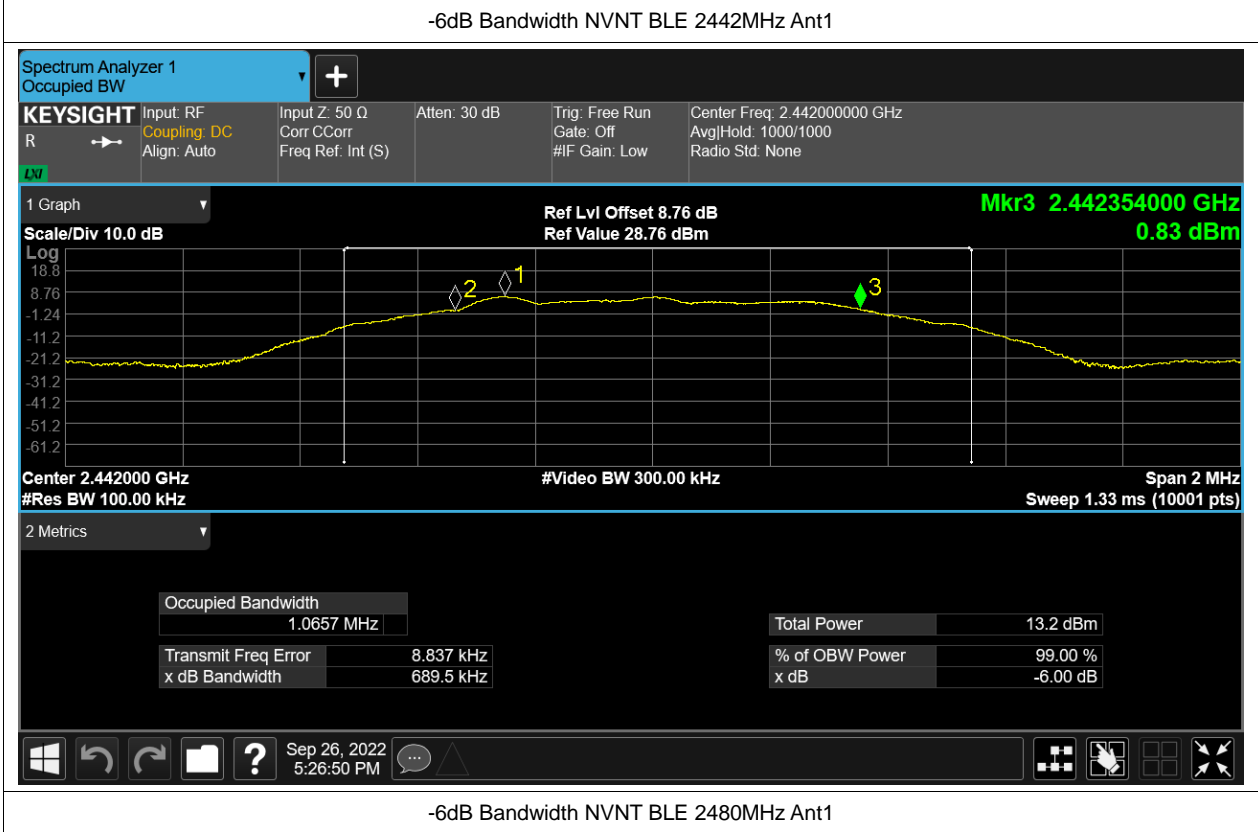 -6dB Bandwidth NVNT BLE 2442MHz Ant1
Spectrum Analyzer 1
Occupied BW
KEYSIGHT
R
LXI
Input: RF
Coupling: DC
Align: Auto
Input Z: 50 Ω
Corr CCorr
Freq Ref: Int (S)
Atten: 30 dB
Trig: Free Run
Gate: Off
#IF Gain: Low
Center Freq: 2.442000000 GHz
Avg|Hold: 1000/1000
Radio Std: None
1 Graph
Scale/Div 10.0 dB
Ref Lvl Offset 8.76 dB
Ref Value 28.76 dBm
Mkr3 2.442354000 GHz
0.83 dBm
Log
18.8
8.76
-1.24
-11.2
-21.2
-31.2
-41.2
-51.2
-61.2
2
1
3
Center 2.442000 GHz
#Res BW 100.00 kHz
#Video BW 300.00 kHz
Span 2 MHz
Sweep 1.33 ms (10001 pts)
2 Metrics
Occupied Bandwidth
1.0657 MHz
Transmit Freq Error 8.837 kHz
x dB Bandwidth 689.5 kHz
Total Power 13.2 dBm
% of OBW Power 99.00 %
x dB -6.00 dB
?
Sep 26, 2022
5:26:50 PM
-6dB Bandwidth NVNT BLE 2480MHz Ant1